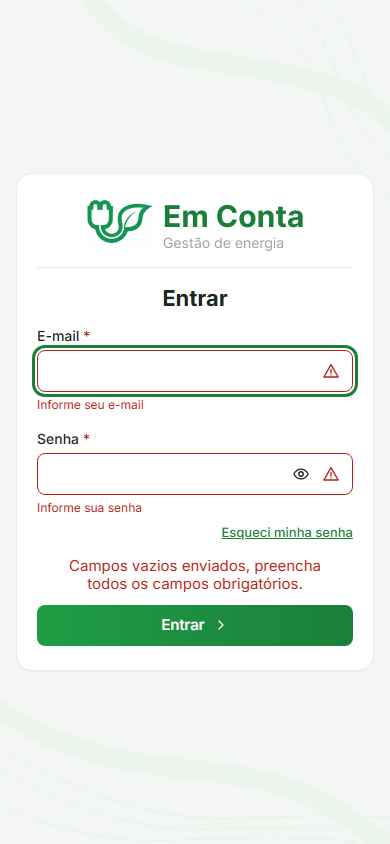 Em Conta
Gestão de energia
Entrar
E-mail *
Informe seu e-mail
Senha *
Informe sua senha
Esqueci minha senha
Campos vazios enviados, preencha
todos os campos obrigatórios.
Entrar